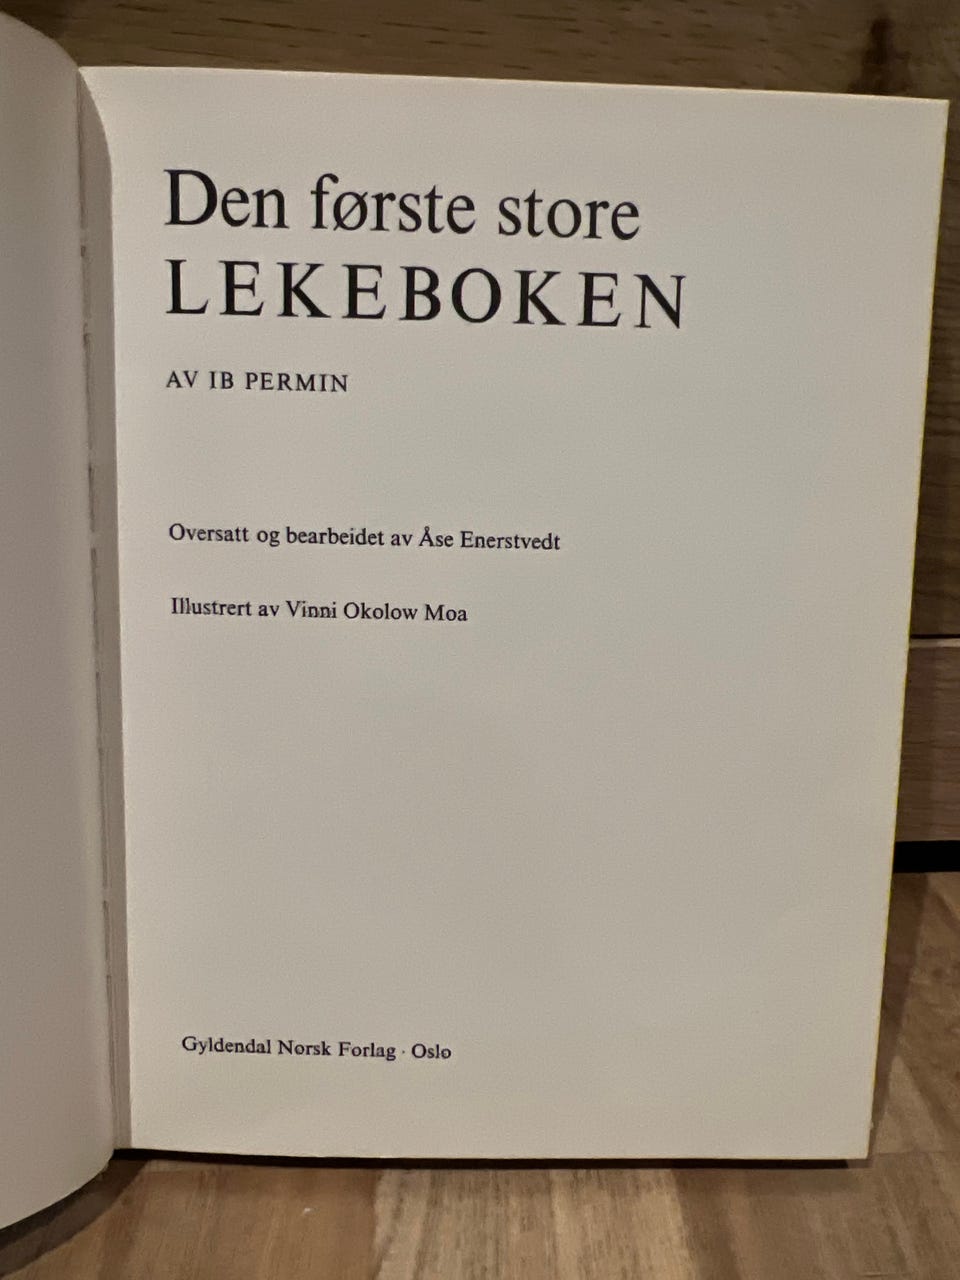 Den første store
LEKEBOKEN
AV IB PERMIN
Oversatt og bearbeidet av Åse Enerstvedt
Illustrert av Vinni Okolow Moa
Gyldendal Norsk Forlag · Oslo